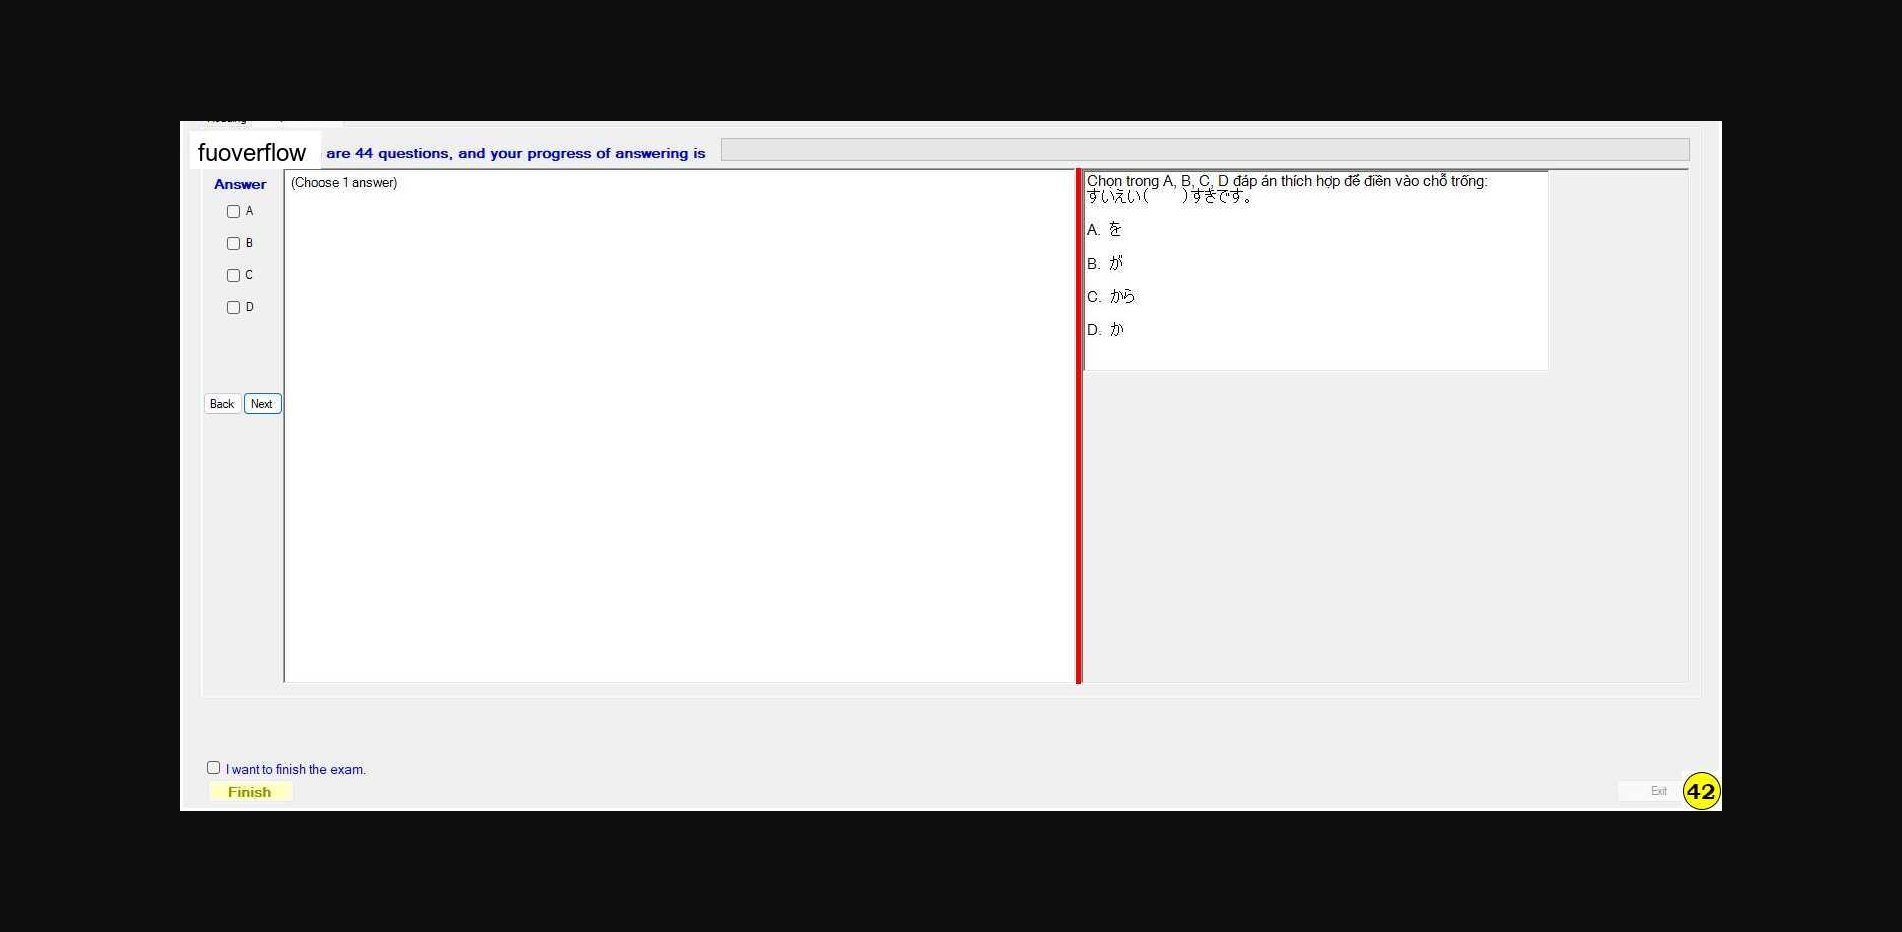 fuoverflow are 44 questions, and your progress of answering is
Answer
(Choose 1 answer)
A
B
C
D
Back Next
Chọn trong A, B, C, D đáp án thích hợp để điền vào chỗ trống:
すいえい(　　)すきです。
A. を
B. が
C. から
D. か
I want to finish the exam.
Finish
Exit
42